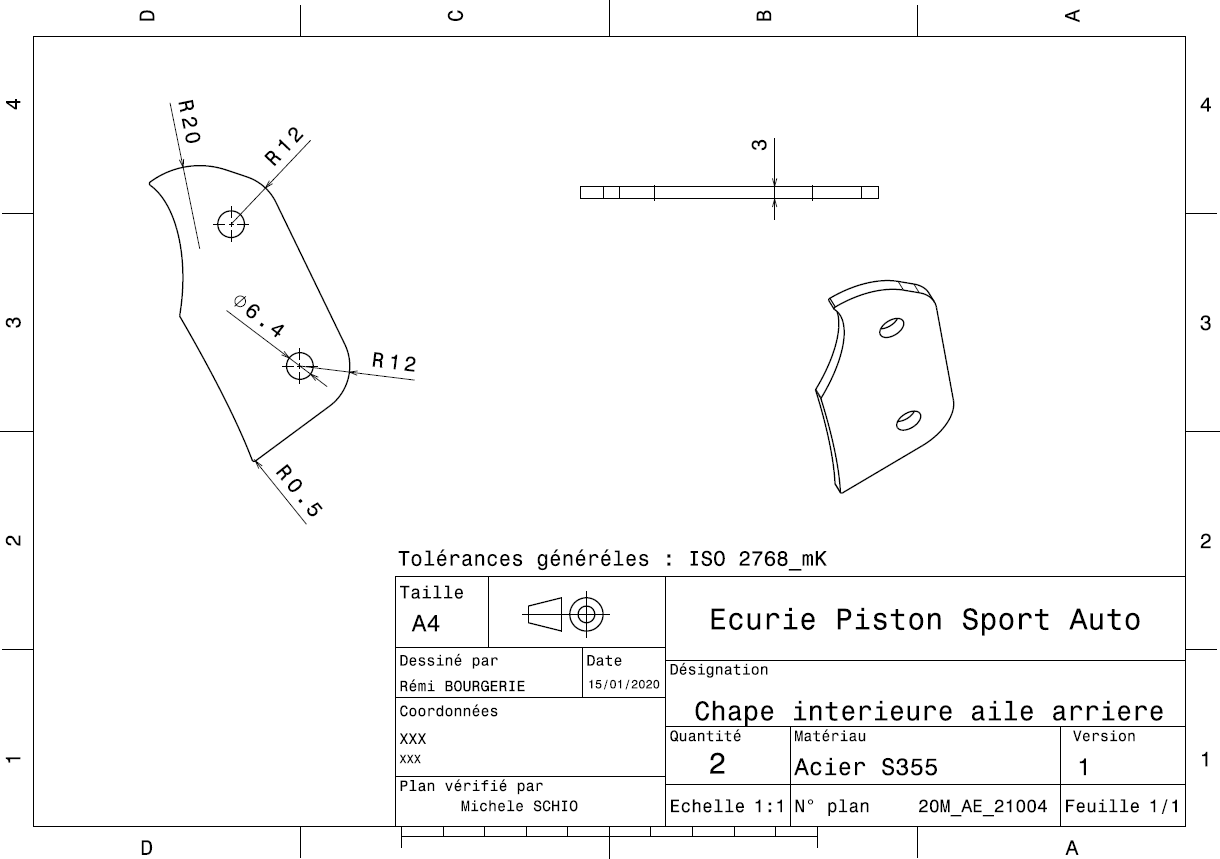 D C B A
4 4
R20
R12
3
⌀6.4
R12
3 3
R0.5
2 2
Tolérances généréles : ISO 2768_mK
Taille
A4
Ecurie Piston Sport Auto
Dessiné par
Date
Rémi BOURGERIE
15/01/2020
Désignation
Chape interieure aile arriere
Coordonnées
XXX
XXX
Quantité
2
Matériau
Acier S355
Version
1
1 1
Plan vérifié par
Michele SCHIO
Echelle 1:1
N° plan 20M_AE_21004
Feuille 1/1
D A